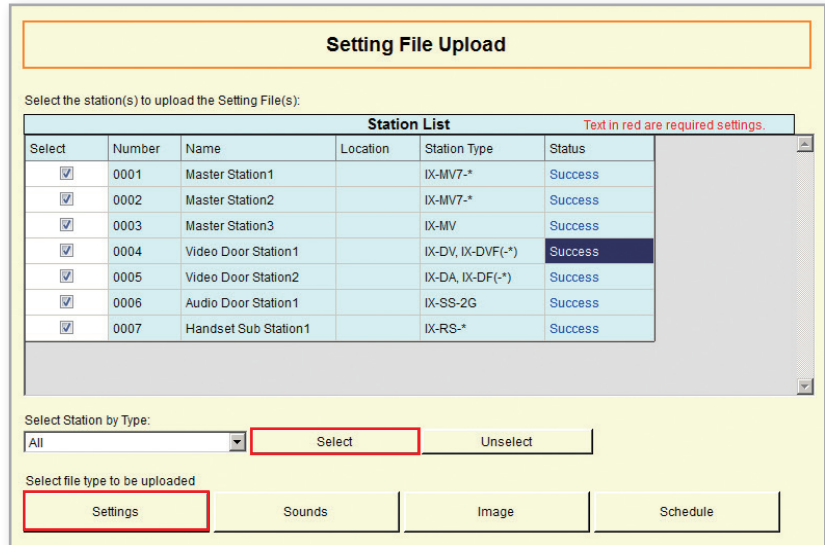 Setting File Upload
Select the station(s) to upload the Setting File(s):
Station List Text in red are required settings.
Select Number Name Location Station Type Status
0001 Master Station1 IX-MV7-* Success
0002 Master Station2 IX-MV7-* Success
0003 Master Station3 IX-MV Success
0004 Video Door Station1 IX-DV, IX-DVF(-*) Success
0005 Video Door Station2 IX-DA, IX-DF(-*) Success
0006 Audio Door Station1 IX-SS-2G Success
0007 Handset Sub Station1 IX-RS-* Success
Select Station by Type:
All Select Unselect
Select file type to be uploaded
Settings Sounds Image Schedule